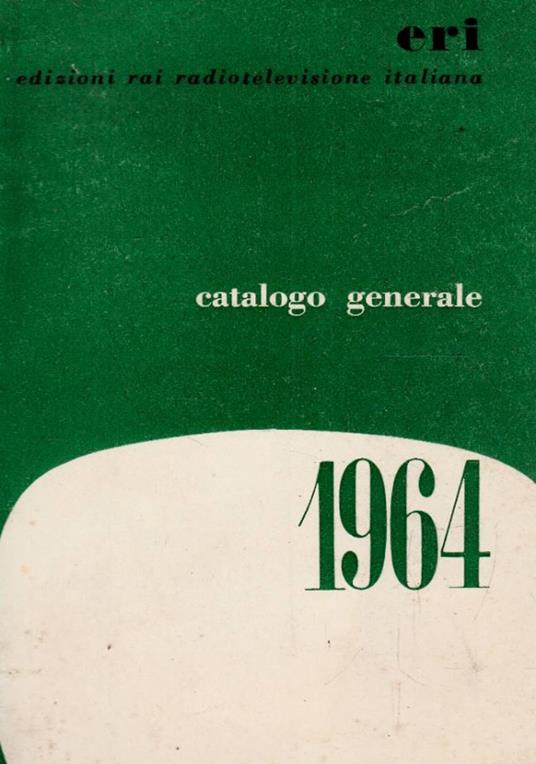 eri
edizioni rai radiotelevisione italiana
catalogo generale
1964